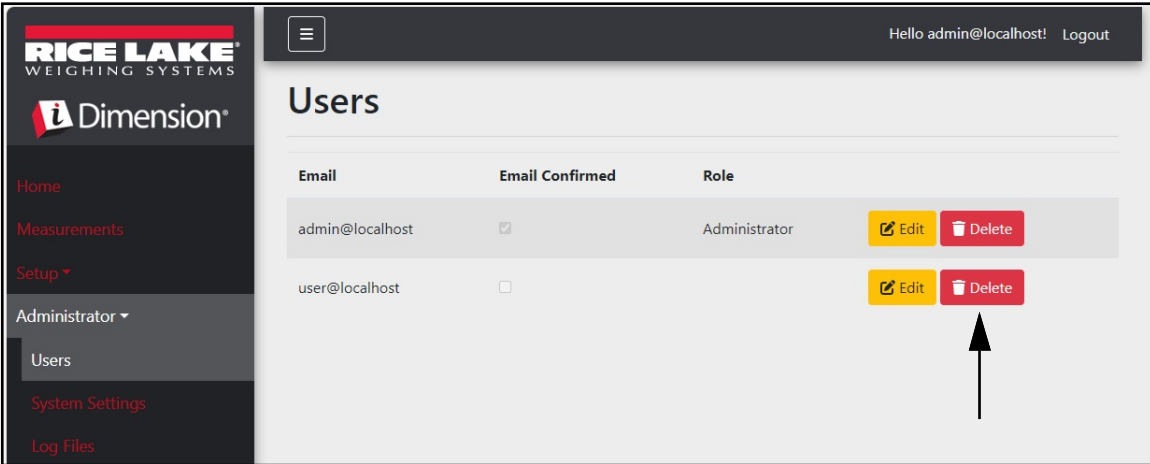 RICE LAKE®
WEIGHING SYSTEMS
i Dimension®
Home
Measurements
Setup
Administrator
Users
System Settings
Log Files
Hello admin@localhost! Logout
Users
Email Email Confirmed Role
admin@localhost Administrator Edit Delete
user@localhost Edit Delete